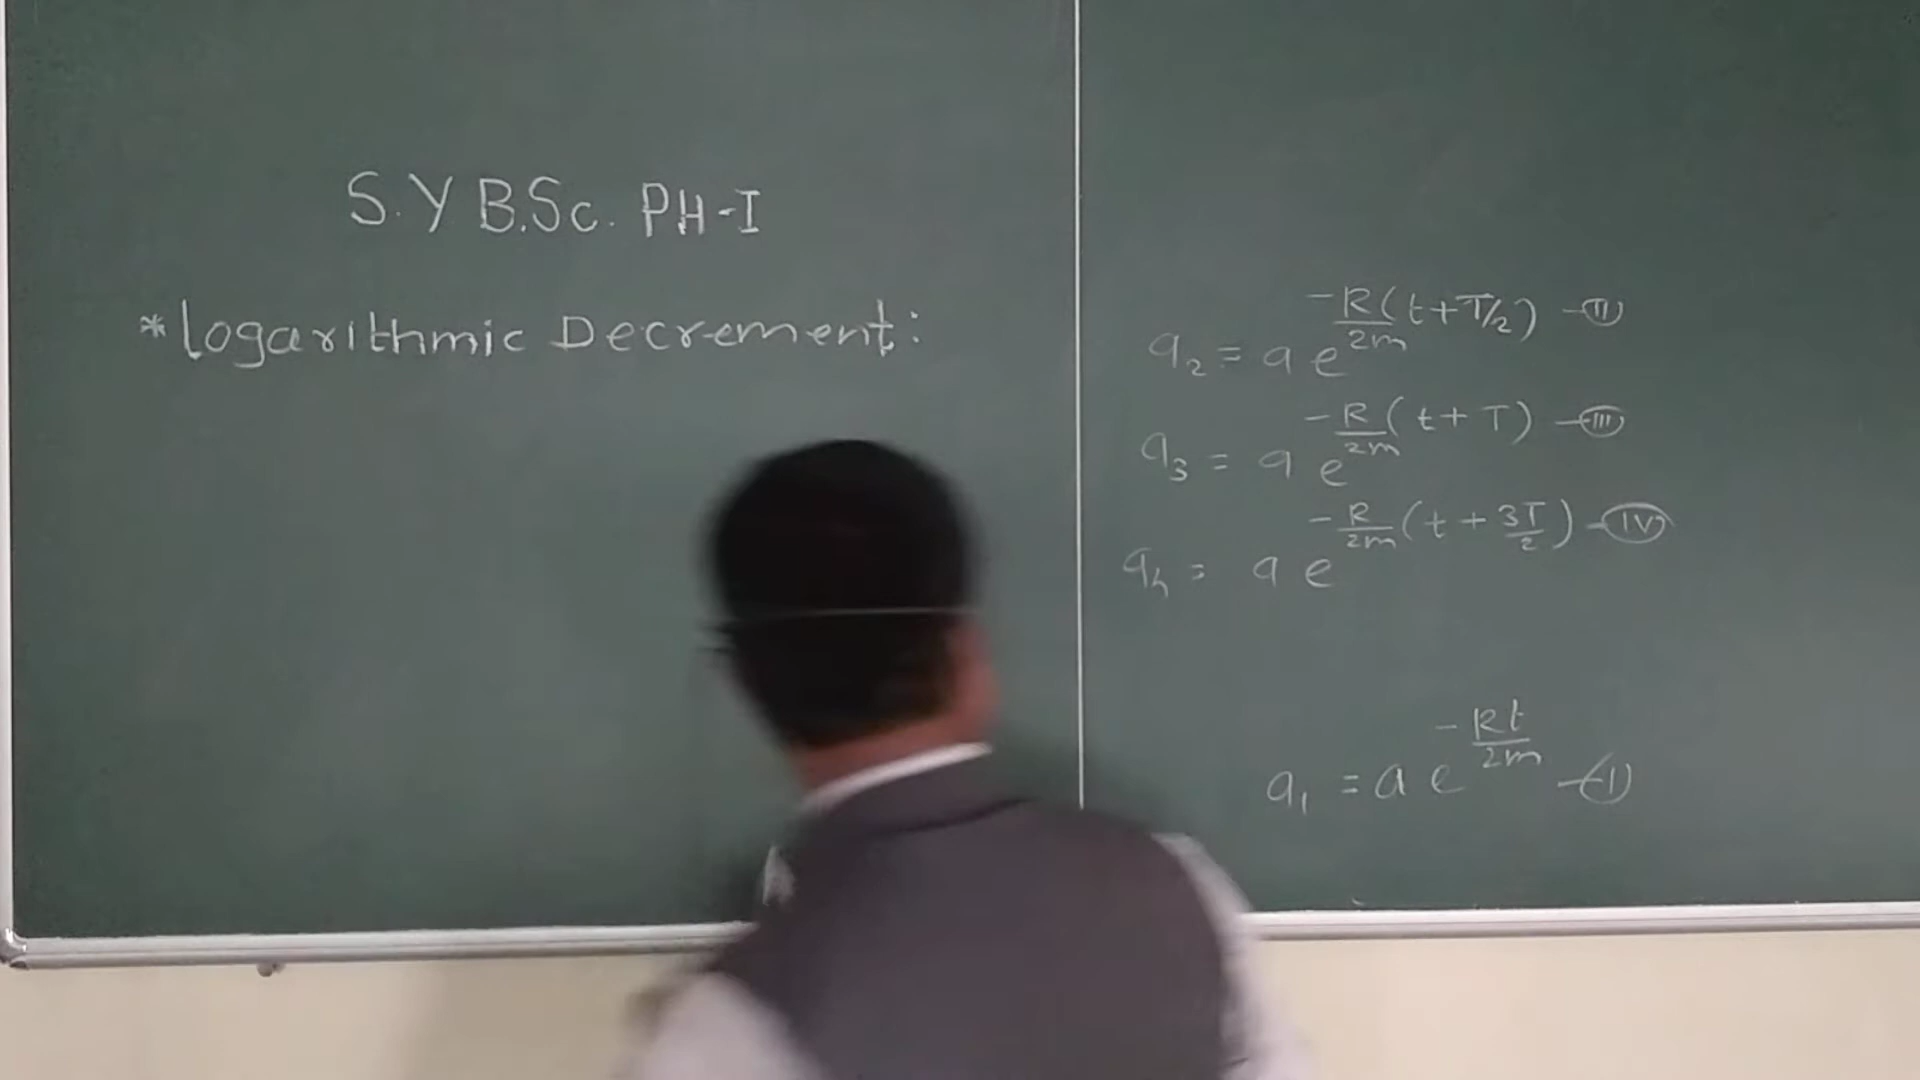 S.Y B.Sc. PH-I
*Logarithmic Decrement:
a₂ = a e^{-R/2m (t+T/2)} -(II)
a₃ = a e^{-R/2m (t+T)} -(III)
a₄ = a e^{-R/2m (t+3T/2)} -(IV)
a₁ = a e^{-Rt/2m} -(I)